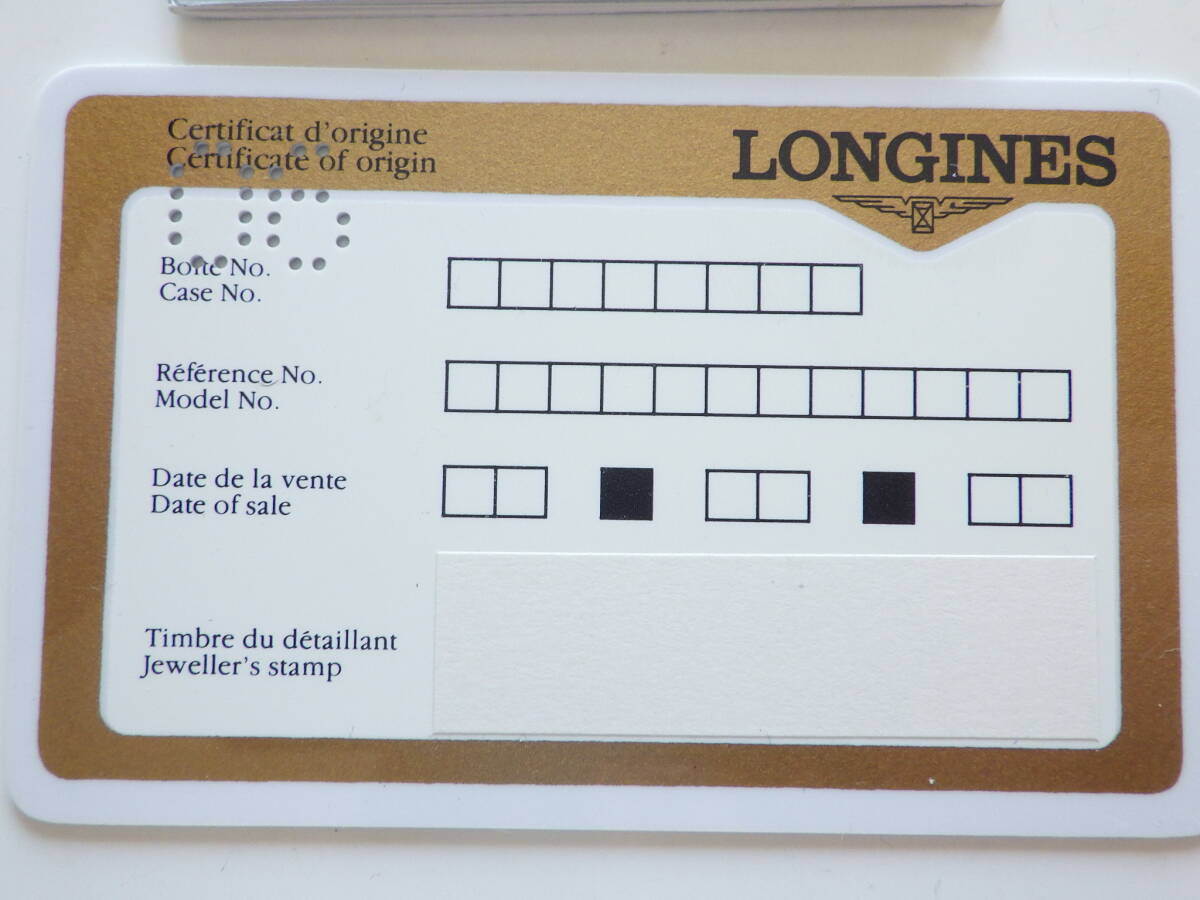 Certificat d'origine
Certificate of origin
LONGINES
Boîte No.
Case No.
Référence No.
Model No.
Date de la vente
Date of sale
Timbre du détaillant
Jeweller's stamp